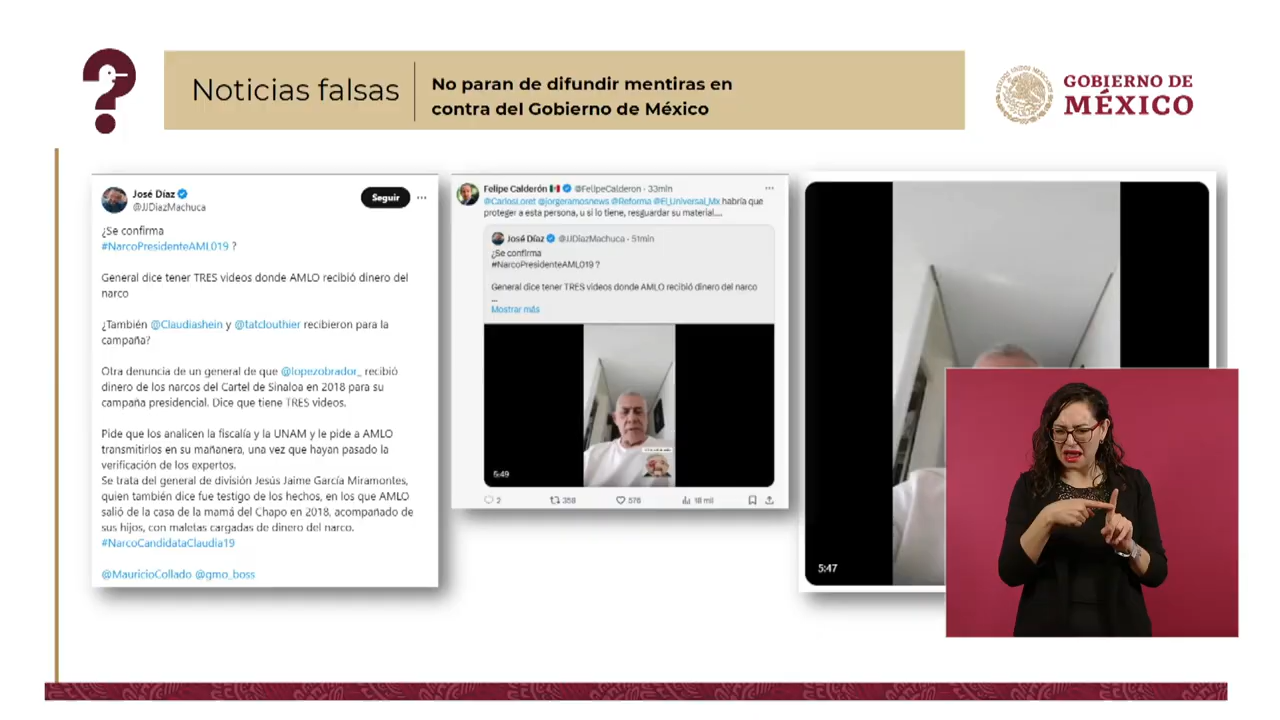 Noticias falsas
No paran de difundir mentiras en
contra del Gobierno de México
GOBIERNO DE
MÉXICO
José Díaz
@JJDiazMachuca
Seguir
¿Se confirma
#NarcoPresidenteAMLO19 ?
General dice tener TRES videos donde AMLO recibió dinero del
narco
¿También @Claudiashein y @tatclouthier recibieron para la
campaña?
Otra denuncia de un general de que @lopezobrador_ recibió
dinero de los narcos del Cartel de Sinaloa en 2018 para su
campaña presidencial. Dice que tiene TRES videos.
Pide que los analicen la fiscalía y la UNAM y le pide a AMLO
transmitirlos en su mañanera, una vez que hayan pasado la
verificación de los expertos.
Se trata del general de división Jesús Jaime García Miramontes,
quien también dice fue testigo de los hechos, en los que AMLO
salió de la casa de la mamá del Chapo en 2018, acompañado de
sus hijos, con maletas cargadas de dinero del narco.
#NarcoCandidataClaudia19
@MauricioCollado @gmo_boss
Felipe Calderón @FelipeCalderon · 33min
@CarlosLoret @jorgeramosnews @Reforma @El_Universal_Mx habría que
proteger a esta persona, u si lo tiene, resguardar su material....
José Díaz @JJDiazMachuca · 51min
¿Se confirma
#NarcoPresidenteAMLO19 ?
General dice tener TRES videos donde AMLO recibió dinero del narco
...
Mostrar más
5:49
2
358
576
18 mil
5:47